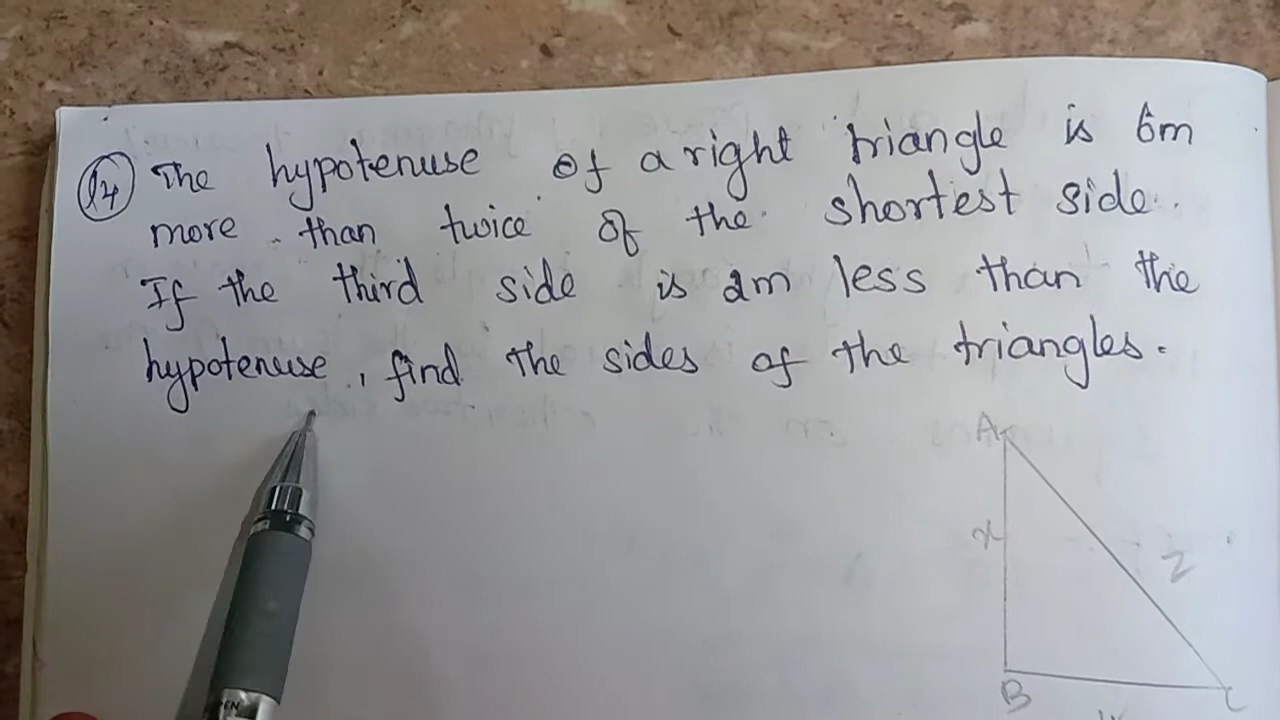 14 The hypotenuse of a right triangle is 6m
more than twice of the shortest side.
If the third side is 2m less than the
hypotenuse, find the sides of the triangles.
A
x
z
B
C